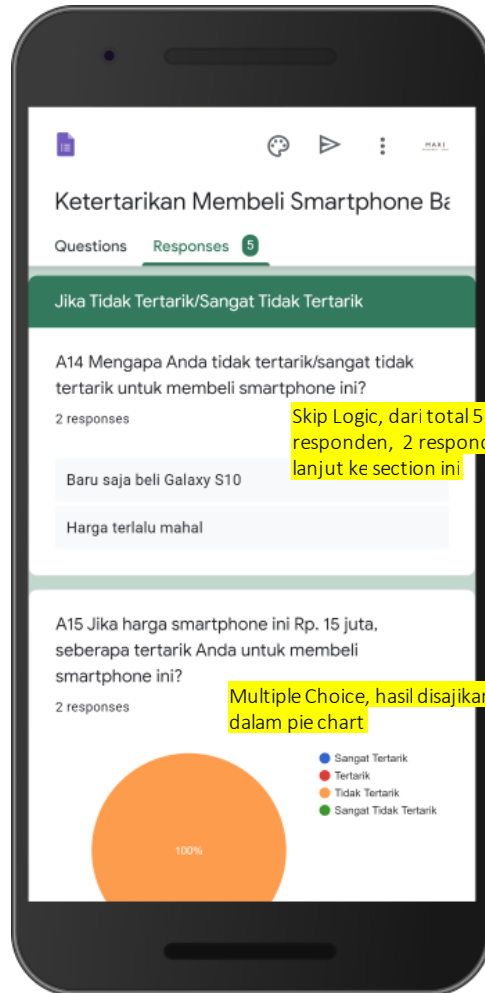 MAXI
Ketertarikan Membeli Smartphone Ba
Questions Responses 5
Jika Tidak Tertarik/Sangat Tidak Tertarik
A14 Mengapa Anda tidak tertarik/sangat tidak
tertarik untuk membeli smartphone ini?
2 responses
Skip Logic, dari total 5
responden, 2 respond
lanjut ke section ini
Baru saja beli Galaxy S10
Harga terlalu mahal
A15 Jika harga smartphone ini Rp. 15 juta,
seberapa tertarik Anda untuk membeli
smartphone ini?
2 responses
Multiple Choice, hasil disajikan
dalam pie chart
Sangat Tertarik
Tertarik
Tidak Tertarik
Sangat Tidak Tertarik
100%